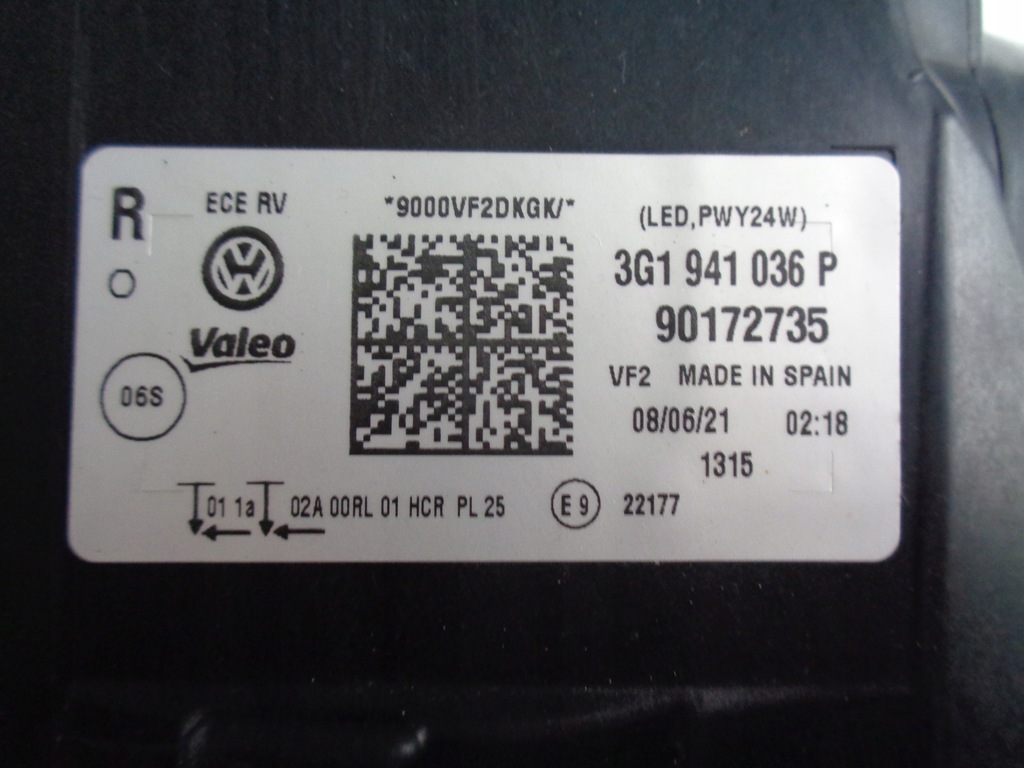 R
ECE RV
Valeo
06S
*9000VF2DKGK/*
(LED,PWY24W)
3G1 941 036 P
90172735
VF2 MADE IN SPAIN
08/06/21 02:18
1315
01 1a 02A 00RL 01 HCR PL 25
E 9 22177